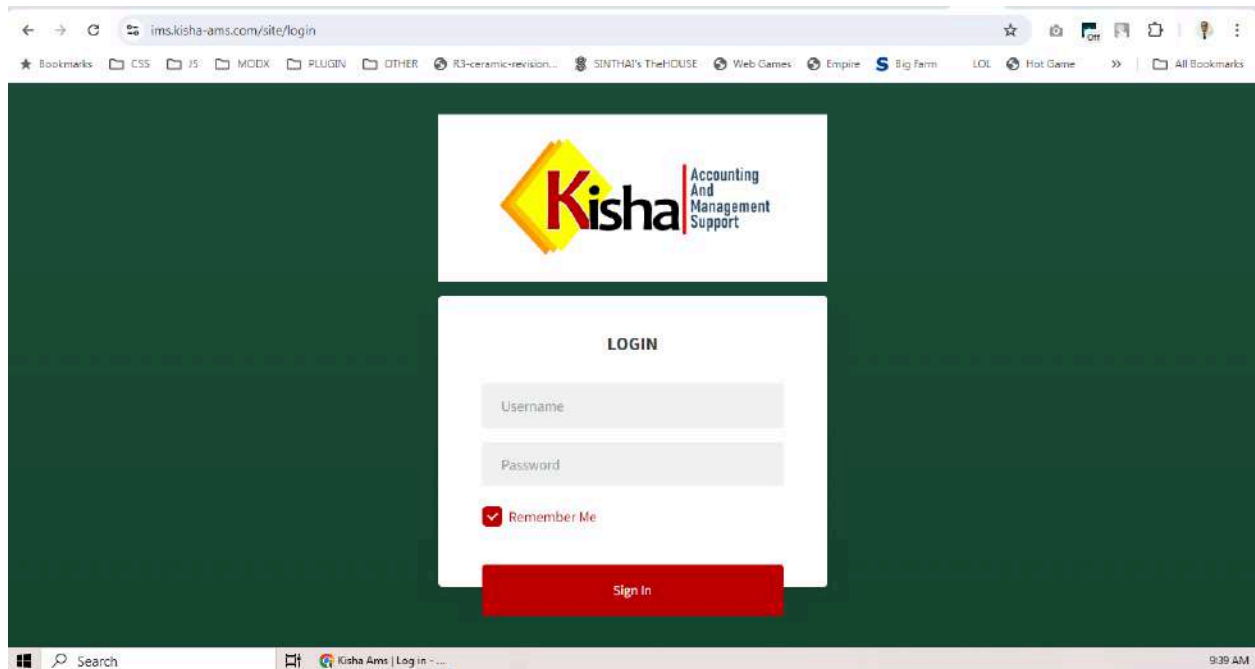 ims.kisha-ams.com/site/login
Off
Bookmarks CSS JS MODX PLUGIN OTHER R3-ceramic-revision... SINTHAI's TheHOUSE Web Games Empire Big Farm LOL Hot Game » All Bookmarks
Kisha
Accounting
And
Management
Support
LOGIN
Username
Password
Remember Me
Sign In
Search Kisha Ams | Log in - ... 9:39 AM